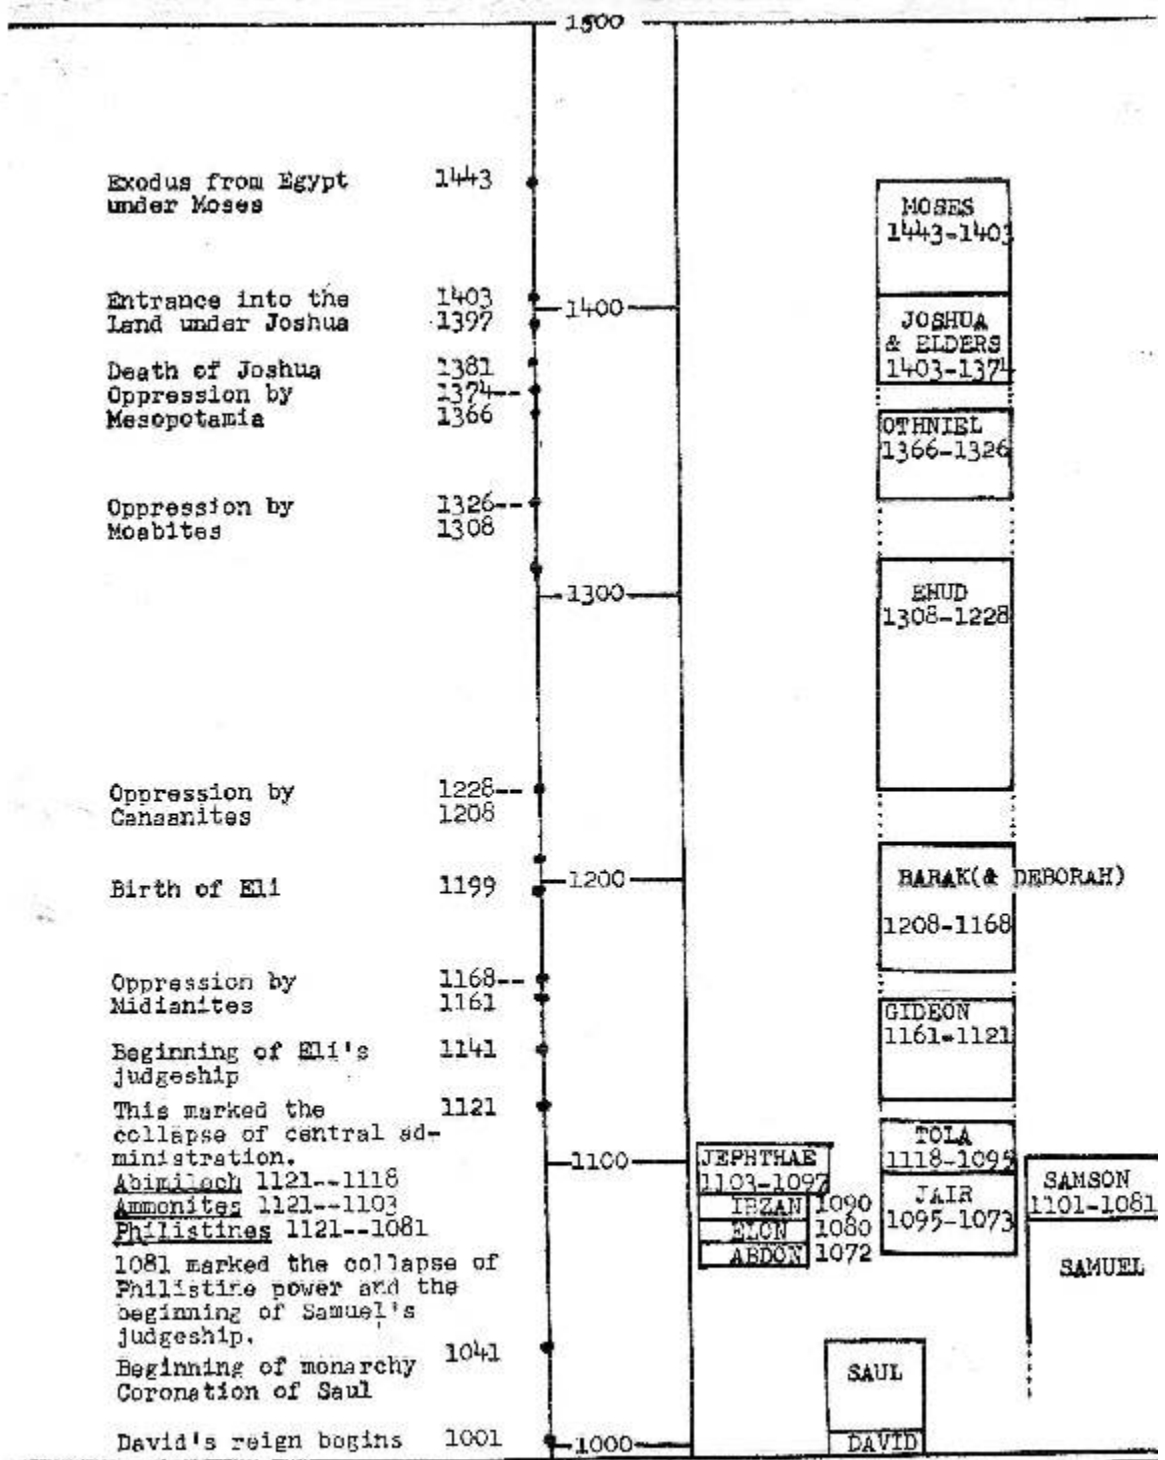 1500
Exodus from Egypt 1443
under Moses
MOSES
1443-1403
Entrance into the 1403
Land under Joshua 1397
1400
JOSHUA
& ELDERS
1403-1374
Death of Joshua 1381
Oppression by 1374--
Mesopotamia 1366
OTHNIEL
1366-1326
Oppression by 1326--
Moabites 1308
1300
EHUD
1308-1228
Oppression by 1228--
Canaanites 1208
Birth of Eli 1199
1200
BARAK(& DEBORAH)
1208-1168
Oppression by 1168--
Midianites 1161
GIDEON
1161-1121
Beginning of Eli's 1141
judgeship
This marked the 1121
collapse of central ad-
ministration.
Abimilech 1121--1118
Ammonites 1121--1103
Philistines 1121--1081
1081 marked the collapse of
Philistine power and the
beginning of Samuel's
judgeship.
1100
JEPHTHAE
1103-1097
IBZAN 1090
ELON 1080
ABDON 1072
TOLA
1118-1095
JAIR
1095-1073
SAMSON
1101-1081
SAMUEL
Beginning of monarchy 1041
Coronation of Saul
SAUL
David's reign begins 1001
1000
DAVID